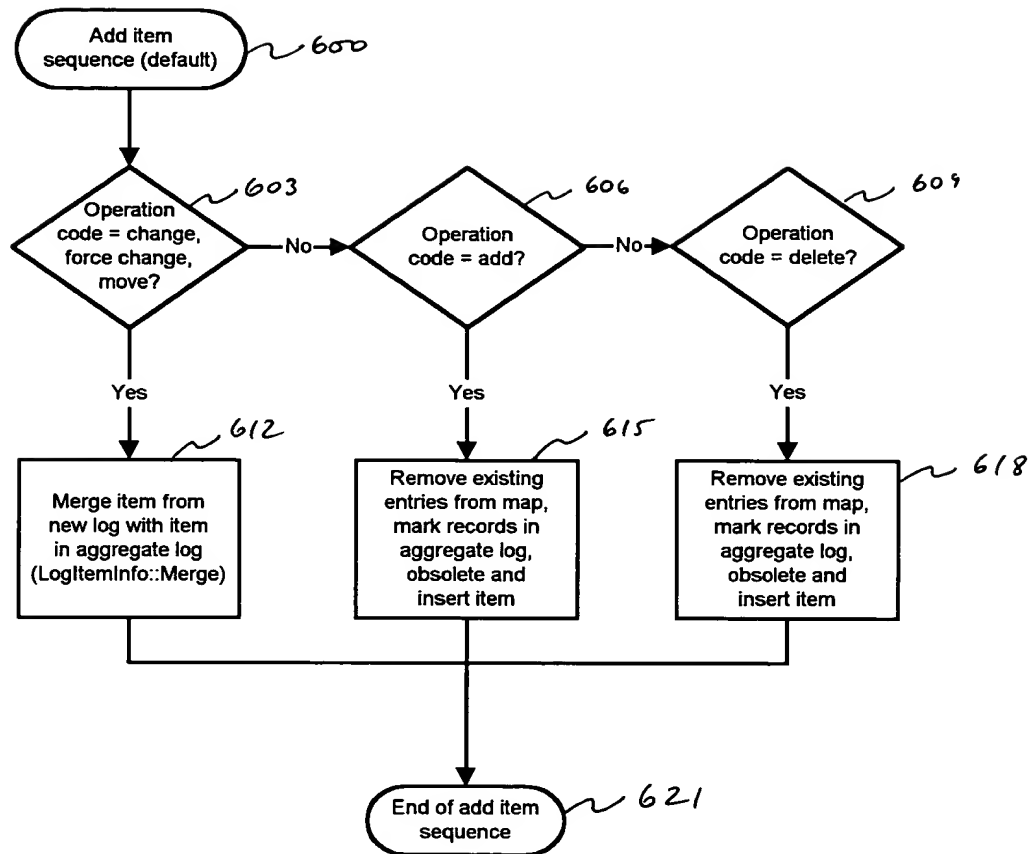 Add item
sequence (default)
600
Operation
code = change,
force change,
move?
603
No
Operation
code = add?
606
No
Operation
code = delete?
609
Yes
Yes
Yes
Merge item from
new log with item
in aggregate log
(LogItemInfo::Merge)
612
Remove existing
entries from map,
mark records in
aggregate log,
obsolete and
insert item
615
Remove existing
entries from map,
mark records in
aggregate log,
obsolete and
insert item
618
End of add item
sequence
621